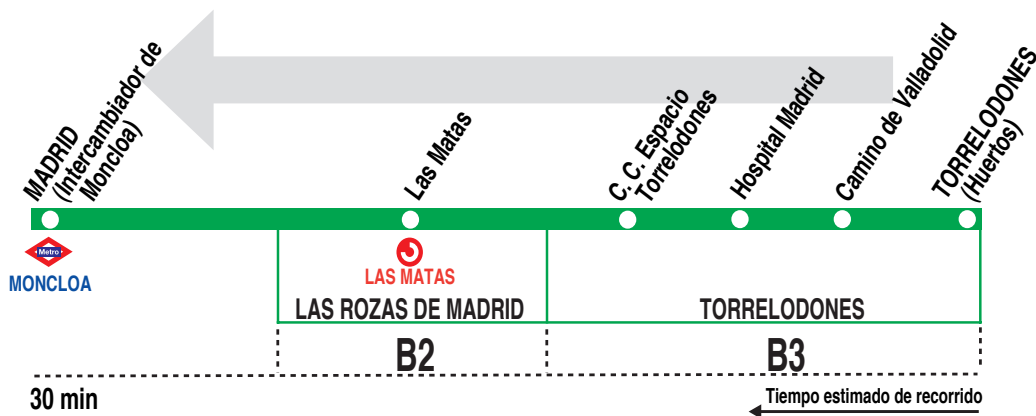 MADRID
(Intercambiador de
Moncloa)
Las Matas
C. C. Espacio
Torrelodones
Hospital Madrid
Camino de Valladolid
TORRELODONES
(Huertos)
Metro
MONCLOA
LAS MATAS
LAS ROZAS DE MADRID
TORRELODONES
B2
B3
30 min
Tiempo estimado de recorrido